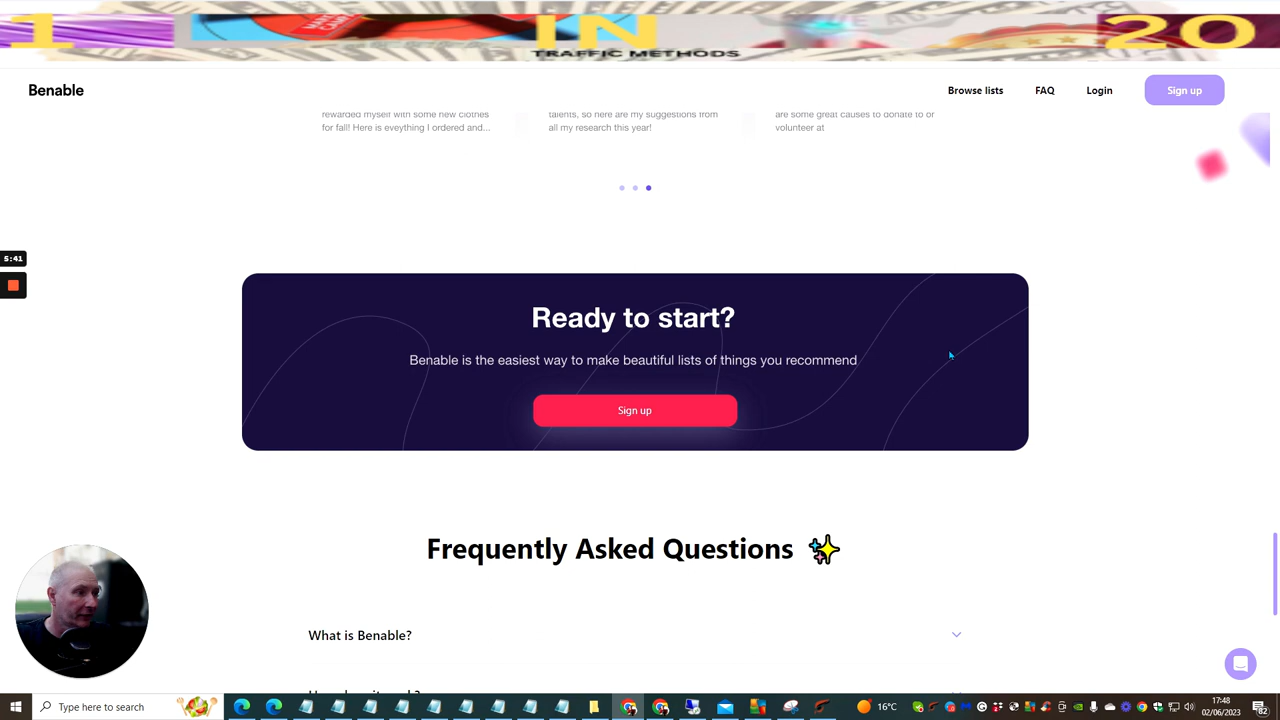 1 IN 20
TRAFFIC METHODS
Benable
Browse lists
FAQ
Login
Sign up
rewarded myself with some new clothes
for fall! Here is eveything I ordered and...
talents, so here are my suggestions from
all my research this year!
are some great causes to donate to or
volunteer at
5:41
Ready to start?
Benable is the easiest way to make beautiful lists of things you recommend
Sign up
Frequently Asked Questions
What is Benable?
Type here to search
16°C
17:48
02/06/2023
62